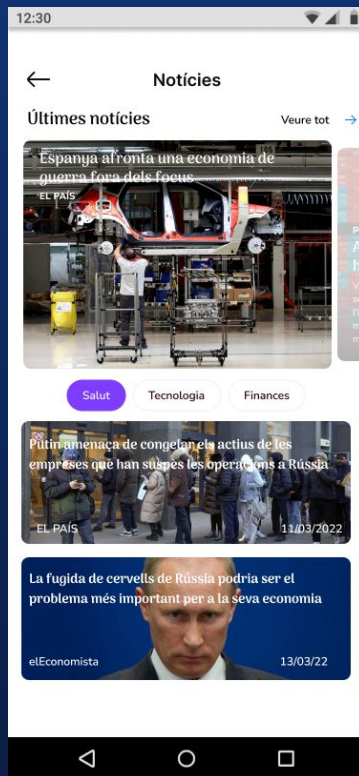 12:30
Notícies
Últimes notícies
Veure tot
Espanya afronta una economia de
guerra fora dels focus
EL PAÍS
Salut
Tecnologia
Finances
Putin amenaça de congelar els actius de les
empreses que han suspès les operacions a Rússia
EL PAÍS
11/03/2022
La fugida de cervells de Rússia podria ser el
problema més important per a la seva economia
elEconomista
13/03/22